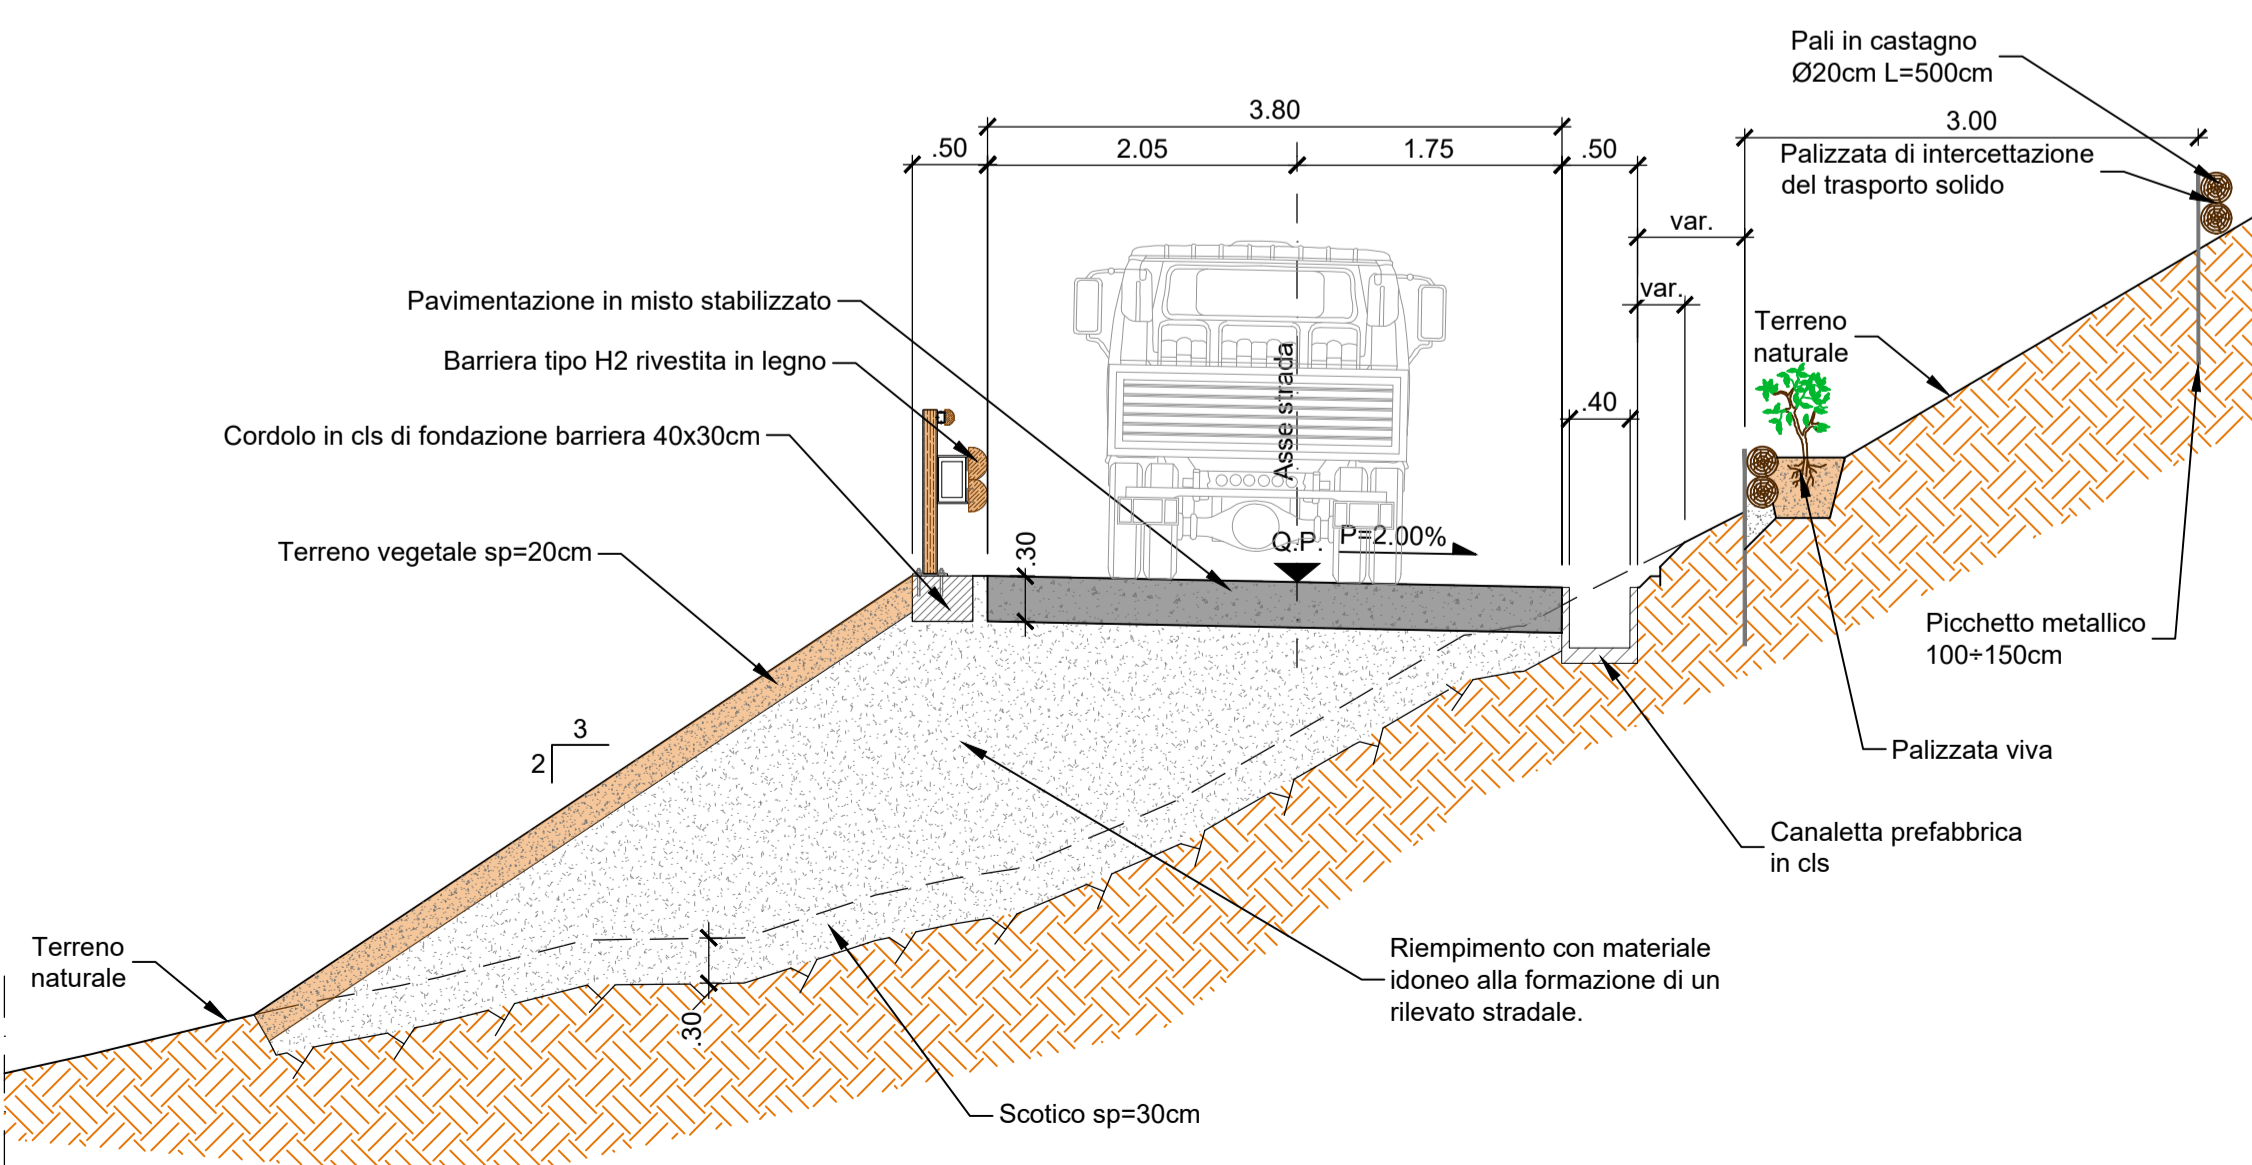 Pali in castagno
Ø20cm L=500cm
3.80
3.00
.50
2.05
1.75
.50
Palizzata di intercettazione
del trasporto solido
var.
var.
Pavimentazione in misto stabilizzato
Terreno
naturale
Barriera tipo H2 rivestita in legno
Asse strada
.40
Cordolo in cls di fondazione barriera 40x30cm
Q.P.
P=2.00%
.30
Terreno vegetale sp=20cm
Picchetto metallico
100÷150cm
3
2
Palizzata viva
Canaletta prefabbrica
in cls
Terreno
naturale
Riempimento con materiale
idoneo alla formazione di un
rilevato stradale.
.30
Scotico sp=30cm